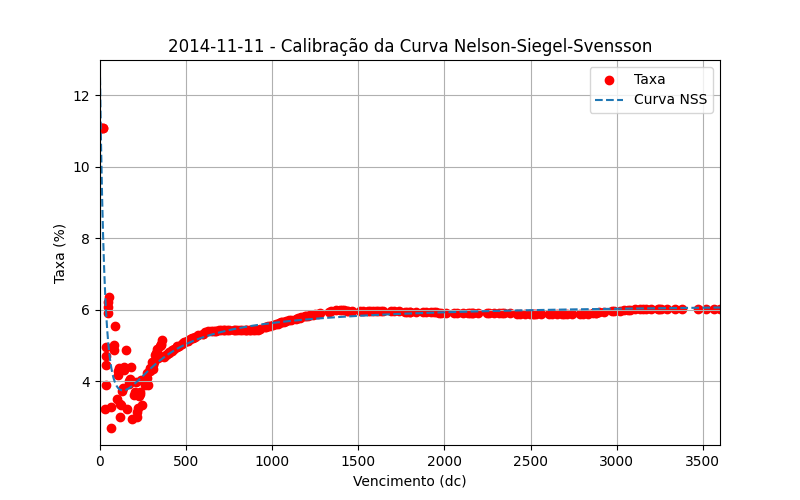 2014-11-11 - Calibração da Curva Nelson-Siegel-Svensson
Taxa
Curva NSS
Taxa (%)
12
10
8
6
4
0 500 1000 1500 2000 2500 3000 3500
Vencimento (dc)